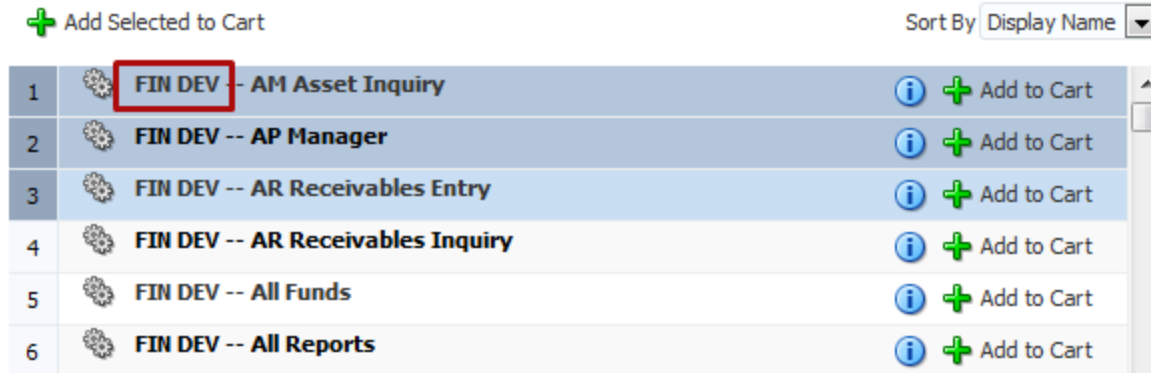 Add Selected to Cart Sort By Display Name
1 FIN DEV -- AM Asset Inquiry i Add to Cart
2 FIN DEV -- AP Manager i Add to Cart
3 FIN DEV -- AR Receivables Entry i Add to Cart
4 FIN DEV -- AR Receivables Inquiry i Add to Cart
5 FIN DEV -- All Funds i Add to Cart
6 FIN DEV -- All Reports i Add to Cart